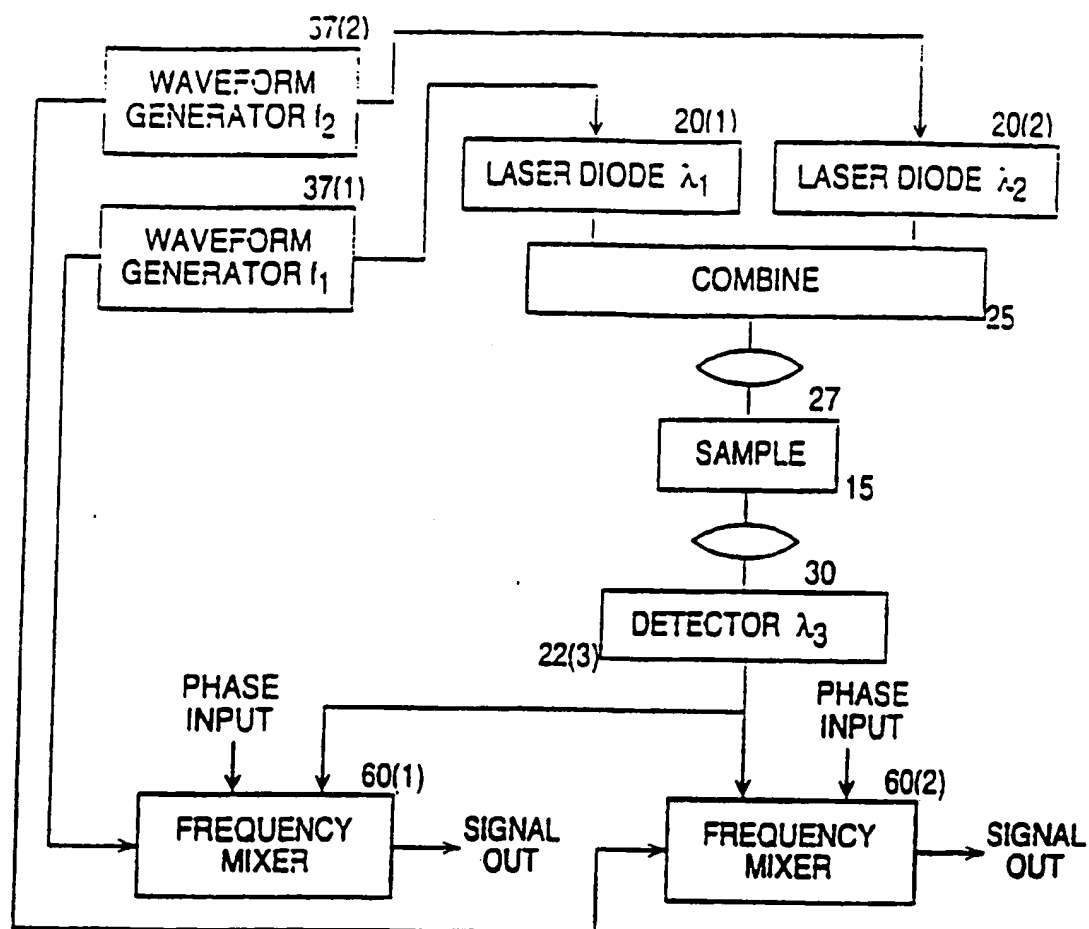 37(2)
WAVEFORM
GENERATOR f2
20(1)
20(2)
LASER DIODE λ1
LASER DIODE λ2
37(1)
WAVEFORM
GENERATOR f1
COMBINE
25
27
SAMPLE
15
30
DETECTOR λ3
22(3)
PHASE
INPUT
PHASE
INPUT
60(1)
60(2)
FREQUENCY
MIXER
SIGNAL
OUT
FREQUENCY
MIXER
SIGNAL
OUT